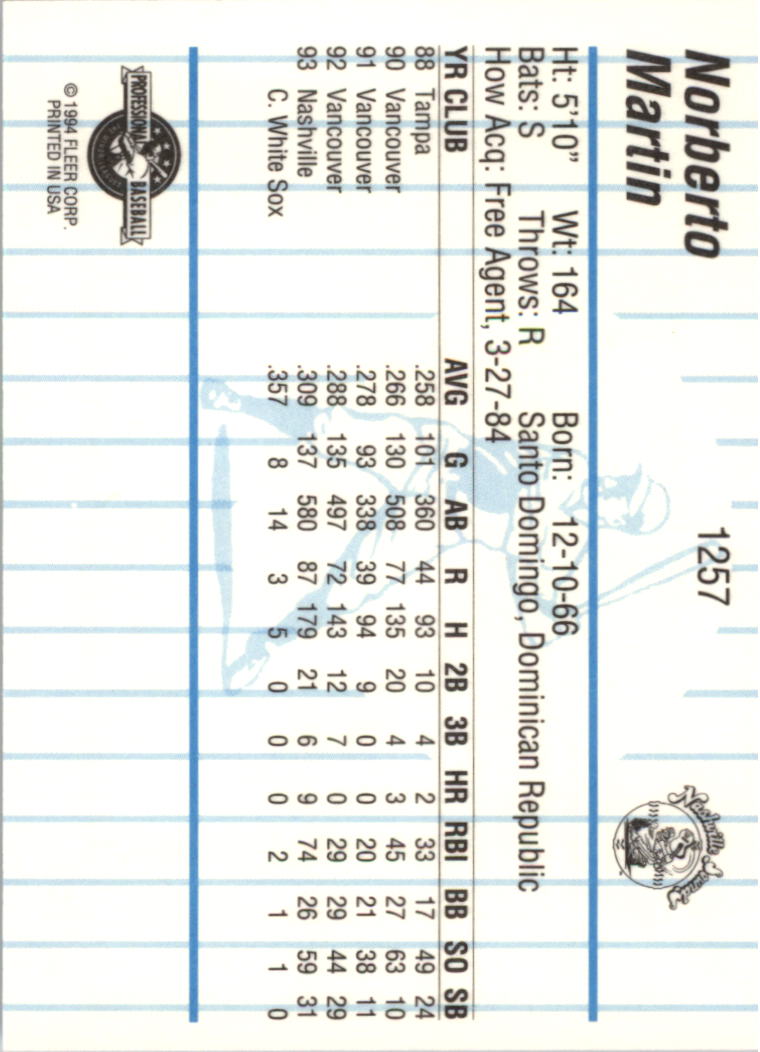 Norberto
Martin
1257
Nashville Sounds
Ht: 5'10" Wt: 164 Born: 12-10-66
Bats: S Throws: R Santo Domingo, Dominican Republic
How Acq: Free Agent, 3-27-84
YR CLUB AVG G AB R H 2B 3B HR RBI BB SO SB
88 Tampa .258 101 360 44 93 10 4 2 33 17 49 24
90 Vancouver .266 130 508 77 135 20 4 3 45 27 63 10
91 Vancouver .278 93 338 39 94 9 0 0 20 21 38 11
92 Vancouver .288 135 497 72 143 12 7 0 29 29 44 29
93 Nashville .309 137 580 87 179 21 6 9 74 26 59 31
C. White Sox .357 8 14 3 5 0 0 0 2 1 1 0
PROFESSIONAL BASEBALL
© 1994 FLEER CORP.
PRINTED IN USA